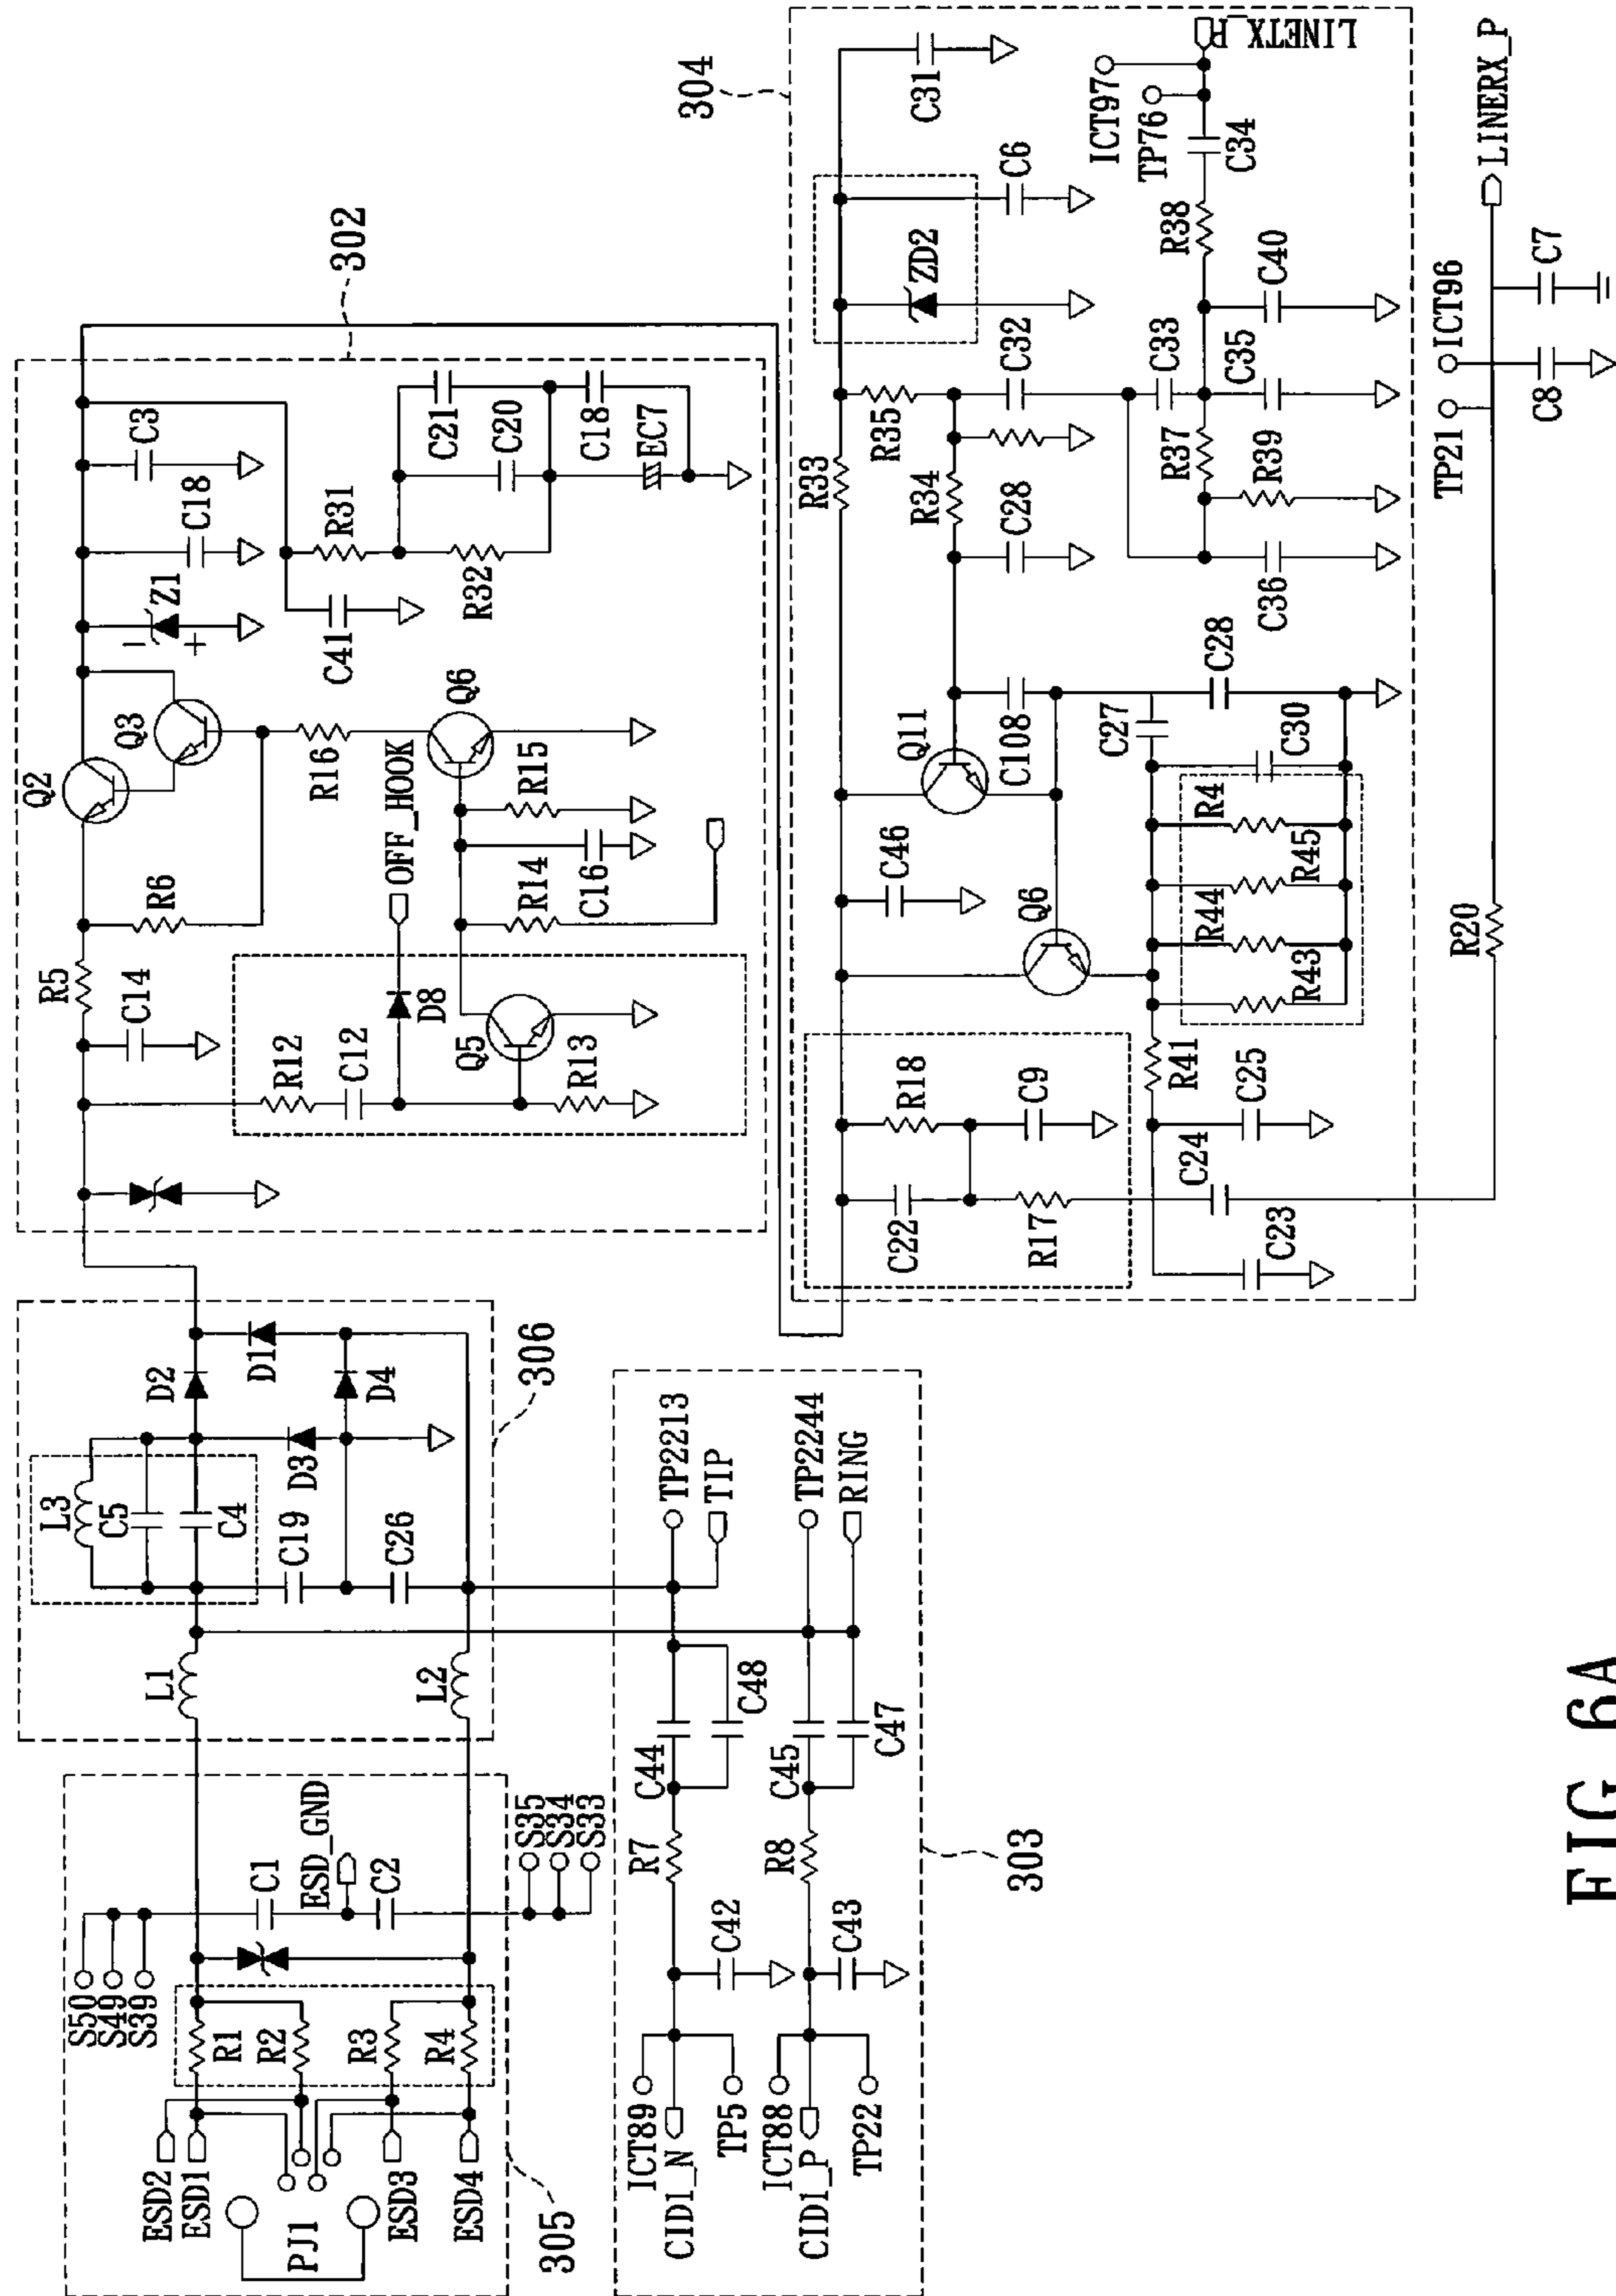 302
Q2
Q3
R6
R5
C14
Z1
-
+
C18
C3
C41
R31
C21
R32
C20
C18
EC7
R16
Q6
OFF_HOOK
R15
C16
R14
D8
R12
C12
Q5
R13
306
L3
C5
C4
D2
D1
D3
D4
C19
C26
L1
L2
305
S50
S49
S39
C1
ESD_GND
C2
S35
S34
S33
R1
R2
R3
R4
ESD2
ESD1
PJ1
ESD3
ESD4
303
TP2213
TIP
TP2244
RING
C44
C48
C45
C47
R7
R8
C42
C43
ICT89
CID1_N
TP5
ICT88
CID1_P
TP22
304
C31
C6
ZD2
ICT97
TP76
LINETX_P
C34
R38
C40
R33
R35
C32
C33
C35
R34
R37
R39
C28
C36
Q11
C108
C27
C28
C30
C46
Q6
R4
R45
R44
R43
R18
C9
C22
R17
R41
C25
C24
C23
R20
TP21
ICT96
C8
C7
LINERX_P
FIG. 6A